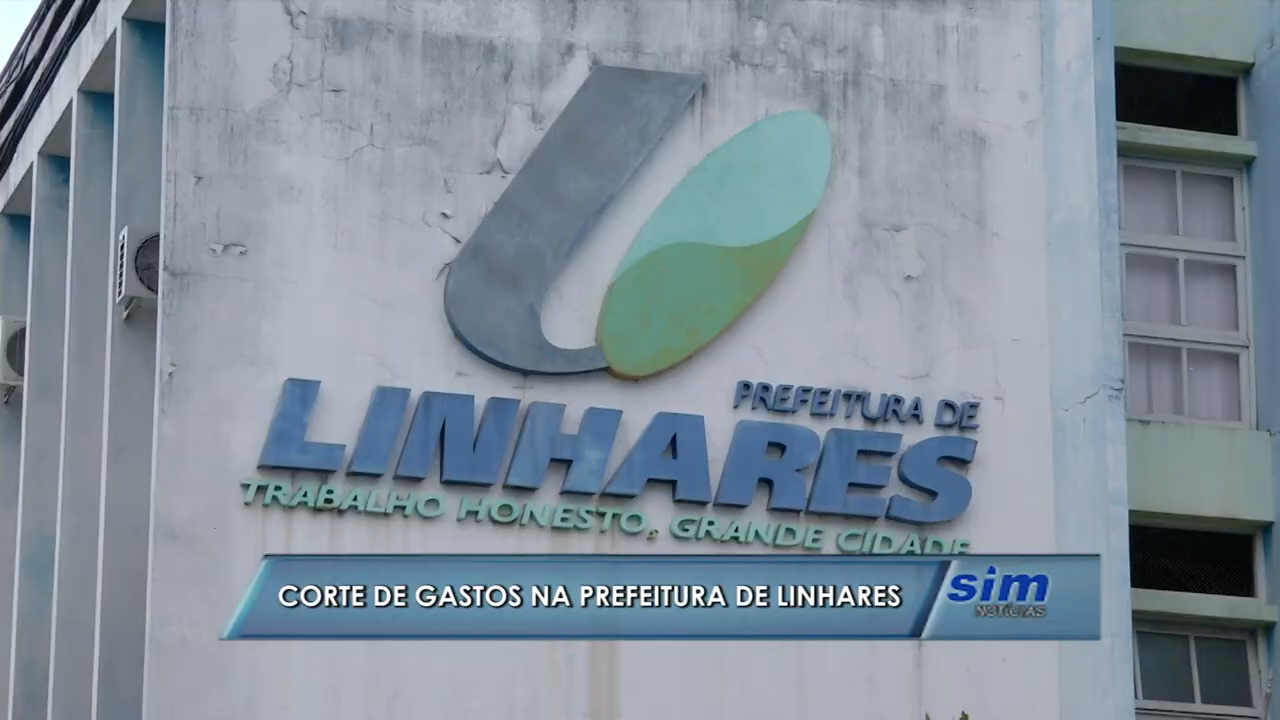 PREFEITURA DE
LINHARES
TRABALHO HONESTO, GRANDE CIDADE
CORTE DE GASTOS NA PREFEITURA DE LINHARES
sim
NOTÍCIAS